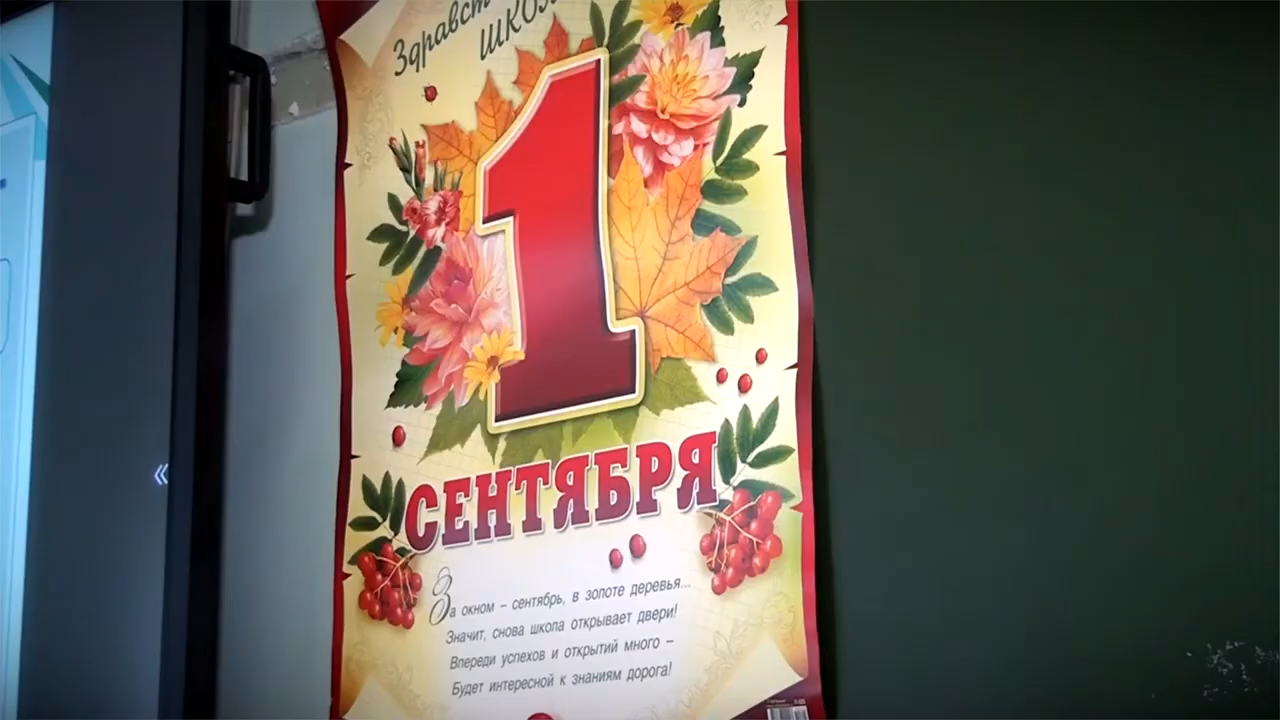 1
СЕНТЯБРЯ
За окном – сентябрь, в золоте деревья...
Значит, снова школа открывает двери!
Впереди успехов и открытий много –
Будет интересной к знаниям дорога!